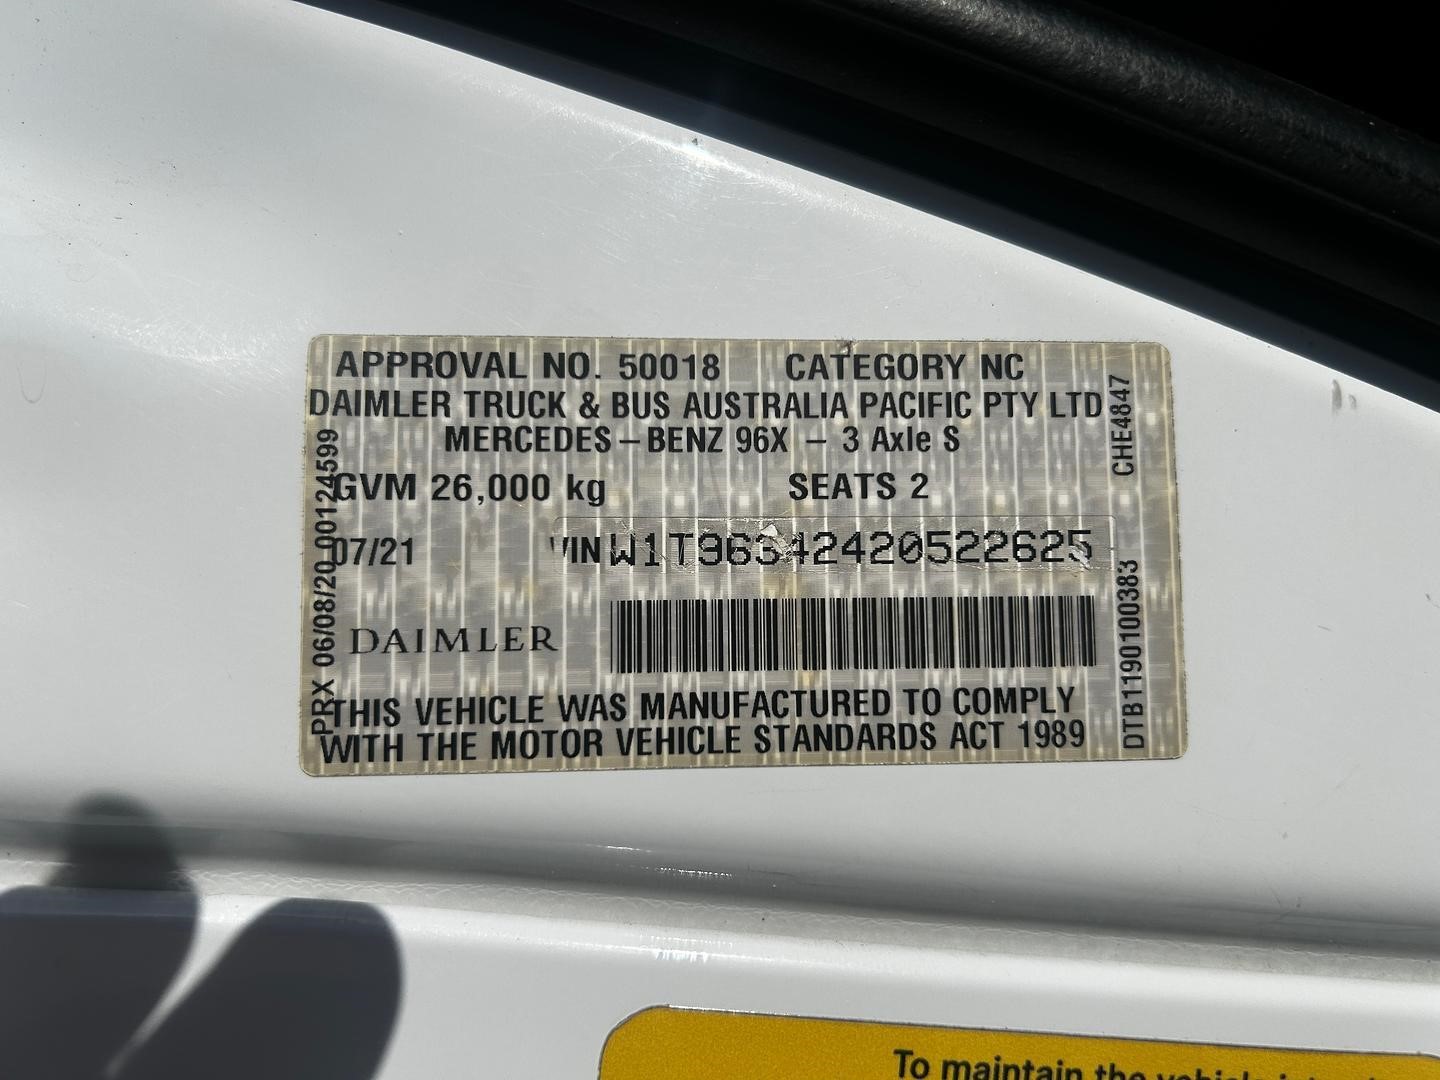 APPROVAL NO. 50018 CATEGORY NC
DAIMLER TRUCK & BUS AUSTRALIA PACIFIC PTY LTD
MERCEDES-BENZ 96X - 3 Axle S
GVM 26,000 kg SEATS 2
07/21 VIN W1T96342420522625
DAIMLER
THIS VEHICLE WAS MANUFACTURED TO COMPLY
WITH THE MOTOR VEHICLE STANDARDS ACT 1989
PRX 06/08/20 00124599
CHE4847
DTB1190100383
To maintain the vehicle